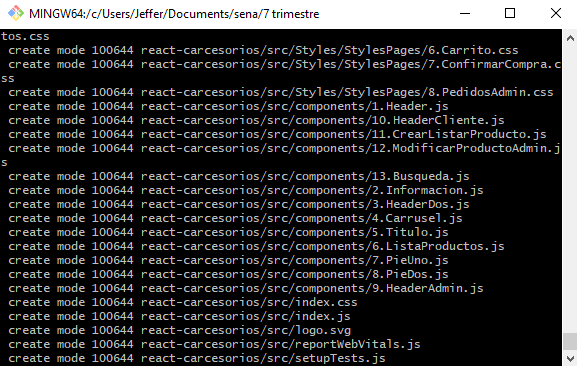 MINGW64:/c/Users/Jeffer/Documents/sena/7 trimestre
tos.css
create mode 100644 react-carcesorios/src/Styles/StylesPages/6.Carrito.css
create mode 100644 react-carcesorios/src/Styles/StylesPages/7.ConfirmarCompra.c
ss
create mode 100644 react-carcesorios/src/Styles/StylesPages/8.PedidosAdmin.css
create mode 100644 react-carcesorios/src/components/1.Header.js
create mode 100644 react-carcesorios/src/components/10.HeaderCliente.js
create mode 100644 react-carcesorios/src/components/11.CrearListarProducto.js
create mode 100644 react-carcesorios/src/components/12.ModificarProductoAdmin.j
s
create mode 100644 react-carcesorios/src/components/13.Busqueda.js
create mode 100644 react-carcesorios/src/components/2.Informacion.js
create mode 100644 react-carcesorios/src/components/3.HeaderDos.js
create mode 100644 react-carcesorios/src/components/4.Carrusel.js
create mode 100644 react-carcesorios/src/components/5.Titulo.js
create mode 100644 react-carcesorios/src/components/6.ListaProductos.js
create mode 100644 react-carcesorios/src/components/7.PieUno.js
create mode 100644 react-carcesorios/src/components/8.PieDos.js
create mode 100644 react-carcesorios/src/components/9.HeaderAdmin.js
create mode 100644 react-carcesorios/src/index.css
create mode 100644 react-carcesorios/src/index.js
create mode 100644 react-carcesorios/src/logo.svg
create mode 100644 react-carcesorios/src/reportWebVitals.js
create mode 100644 react-carcesorios/src/setupTests.js